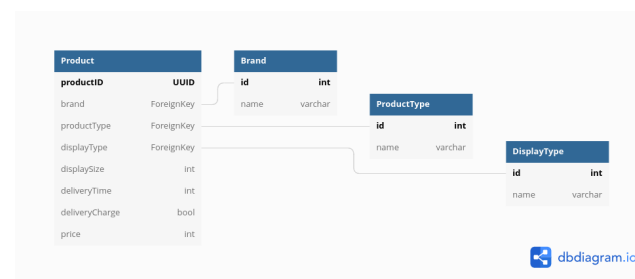 Product
productID UUID
brand ForeignKey
productType ForeignKey
displayType ForeignKey
displaySize int
deliveryTime int
deliveryCharge bool
price int
Brand
id int
name varchar
ProductType
id int
name varchar
DisplayType
id int
name varchar
dbdiagram.io